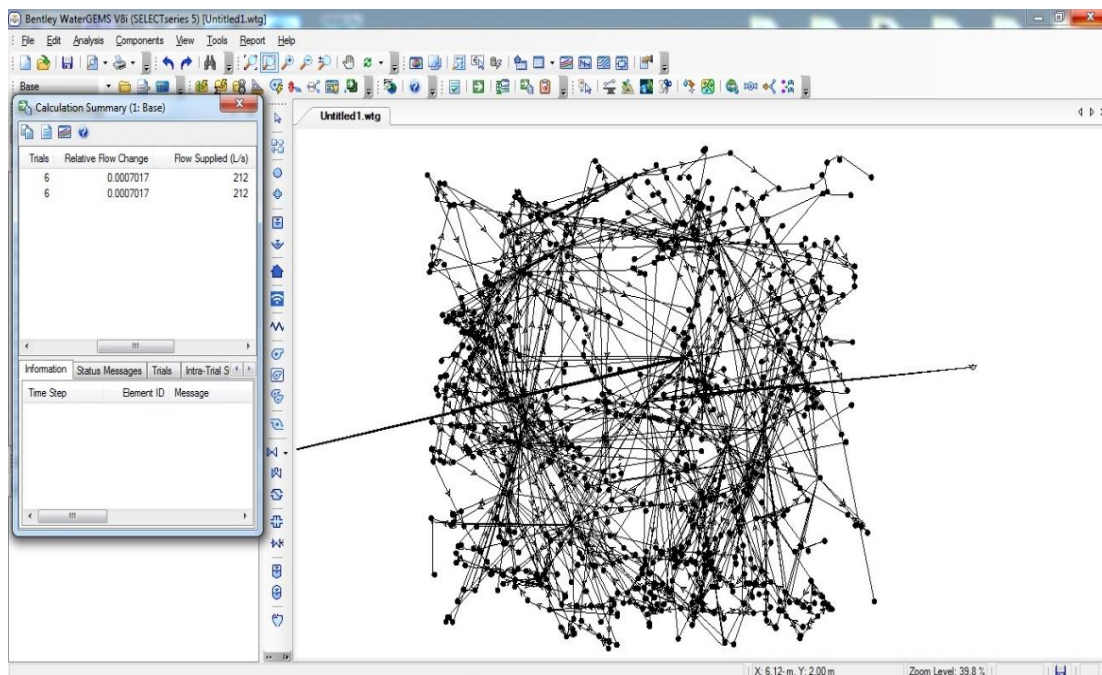 Bentley WaterGEMS V8i (SELECTseries 5) [Untitled1.wtg]
File Edit Analysis Components View Tools Report Help
Base
Calculation Summary (1: Base)
Untitled1.wtg
Trials Relative Flow Change Flow Supplied (L/s)
6 0.0007017 212
6 0.0007017 212
Information Status Messages Trials Intra-Trial S
Time Step Element ID Message
X: 6.12- m, Y: 2.00 m Zoom Level: 39.8 %